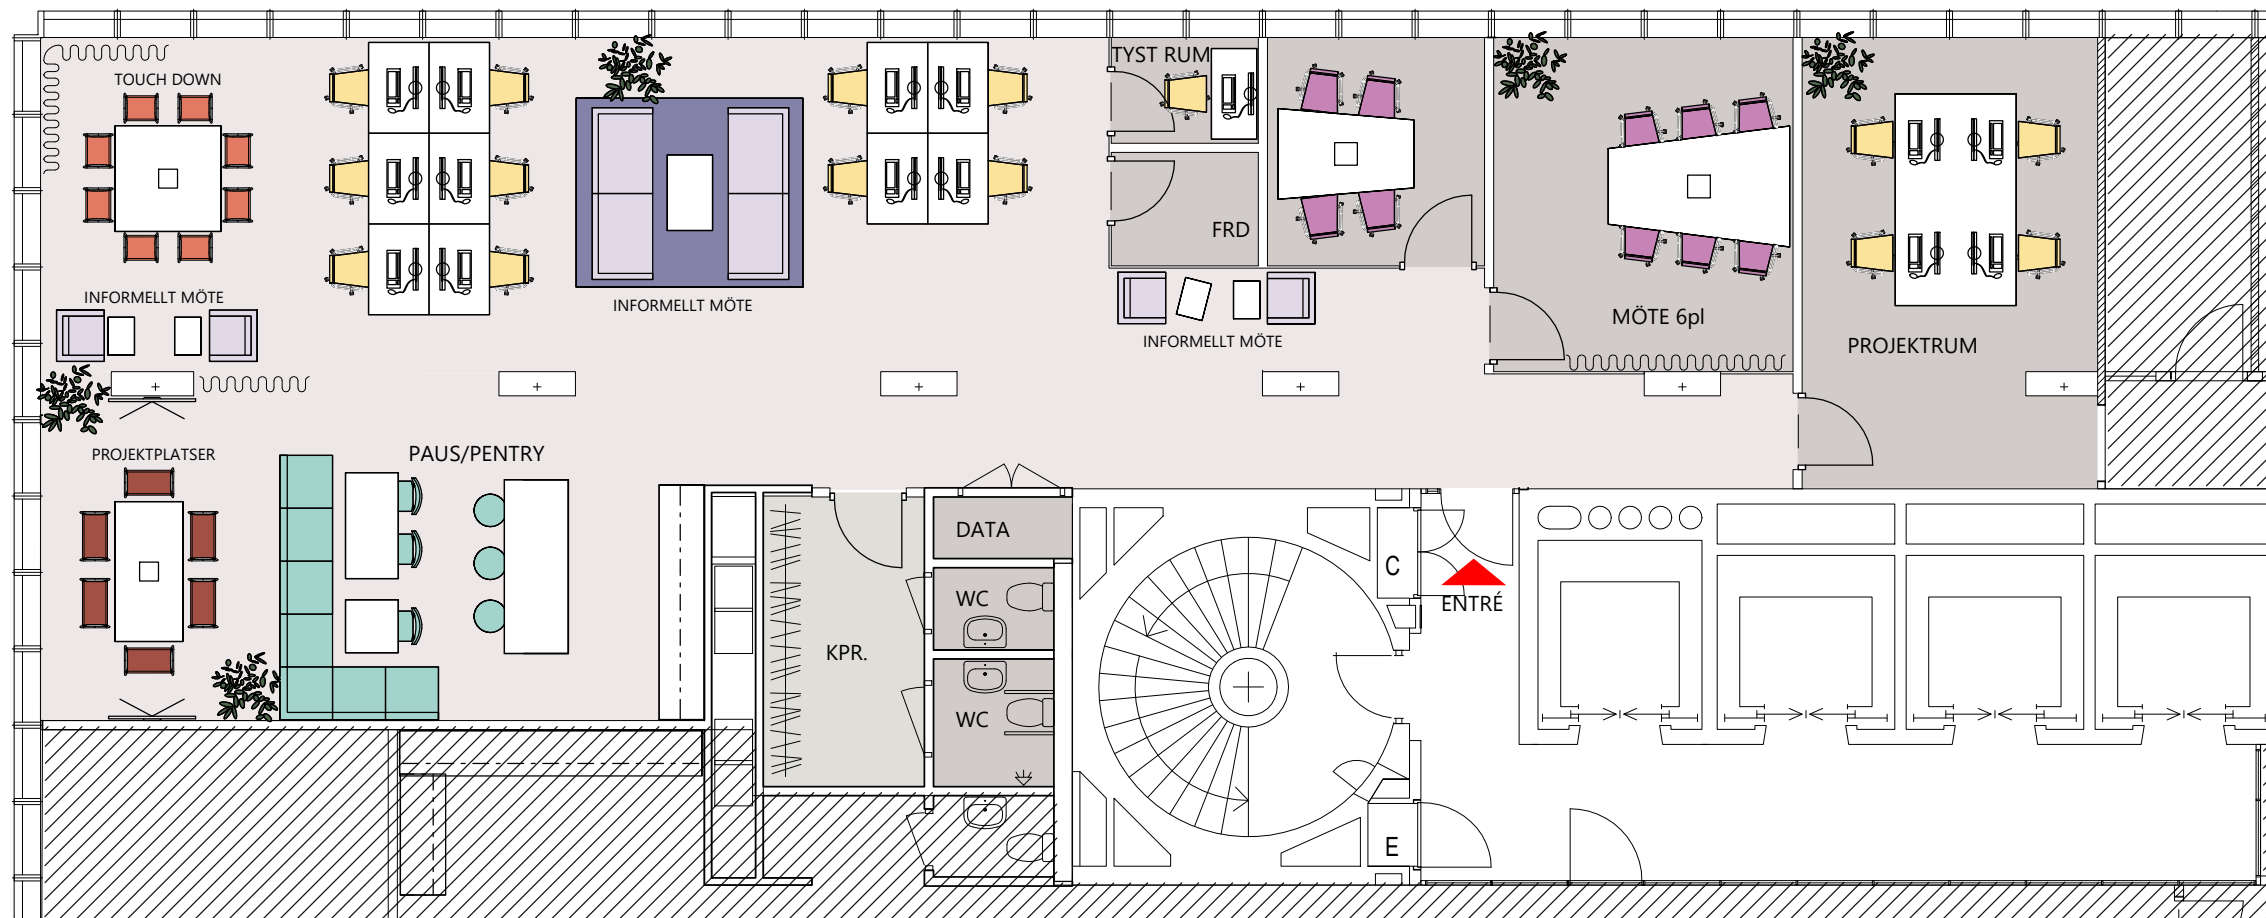 TOUCH DOWN
TYST RUM
FRD
INFORMELLT MÖTE
INFORMELLT MÖTE
INFORMELLT MÖTE
MÖTE 6pl
PROJEKTRUM
PROJEKTPLATSER
PAUS/PENTRY
DATA
WC
KPR.
WC
C
ENTRÉ
E